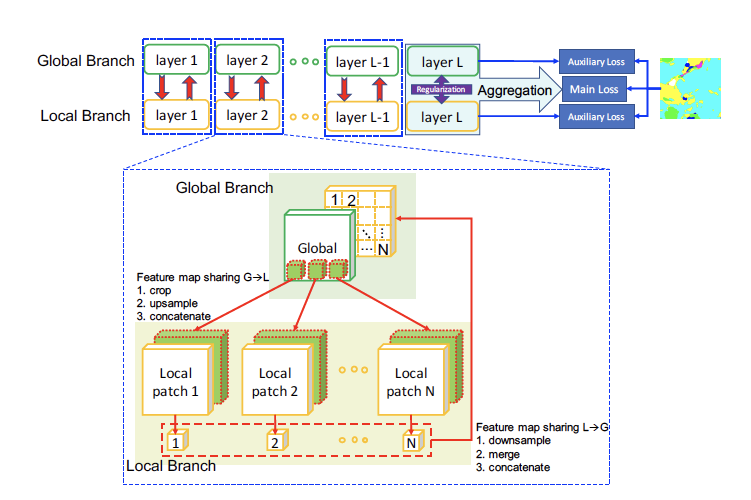 Global Branch
layer 1
layer 2
layer L-1
layer L
Auxiliary Loss
Regularization
Aggregation
Main Loss
Local Branch
layer 1
layer 2
layer L-1
layer L
Auxiliary Loss
Global Branch
1 2
... N
Global
Feature map sharing G→L
1. crop
2. upsample
3. concatenate
Local
patch 1
Local
patch 2
Local
patch N
1
2
N
Local Branch
Feature map sharing L→G
1. downsample
2. merge
3. concatenate